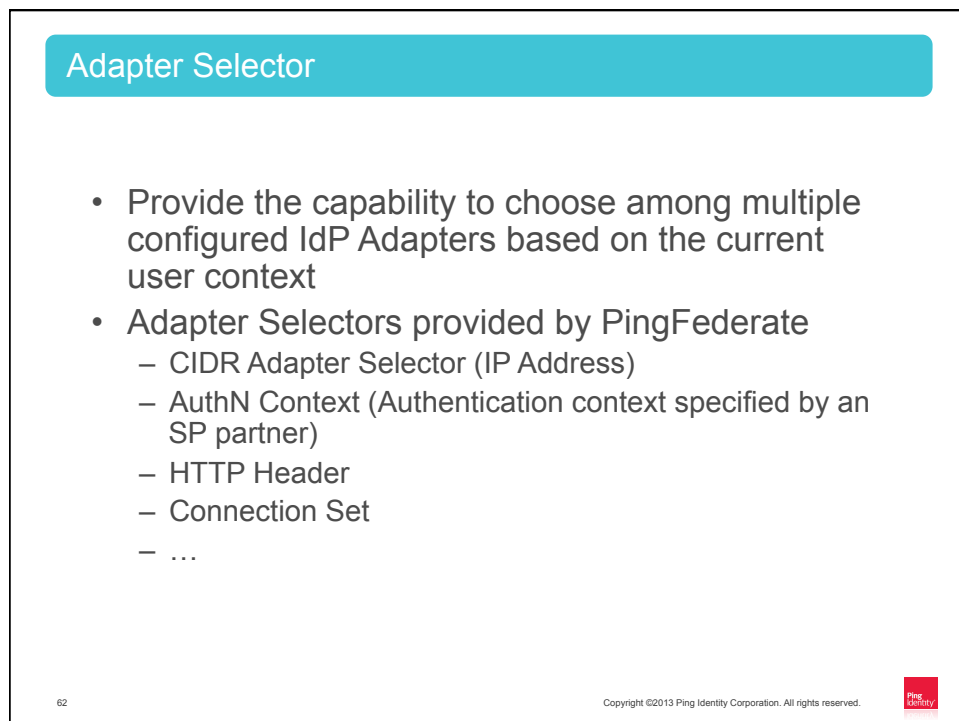 Adapter Selector
• Provide the capability to choose among multiple
configured IdP Adapters based on the current
user context
• Adapter Selectors provided by PingFederate
– CIDR Adapter Selector (IP Address)
– AuthN Context (Authentication context specified by an
SP partner)
– HTTP Header
– Connection Set
– …
62
Copyright ©2013 Ping Identity Corporation. All rights reserved.
Ping
Identity